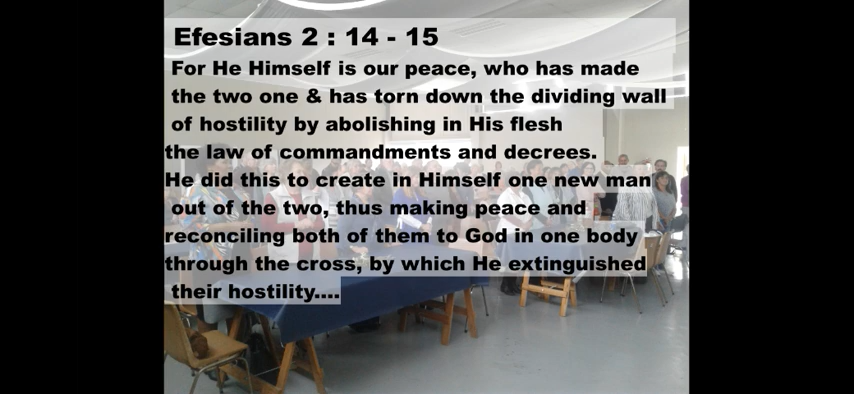 Efesians 2 : 14 - 15
For He Himself is our peace, who has made
the two one & has torn down the dividing wall
of hostility by abolishing in His flesh
the law of commandments and decrees.
He did this to create in Himself one new man
out of the two, thus making peace and
reconciling both of them to God in one body
through the cross, by which He extinguished
their hostility....